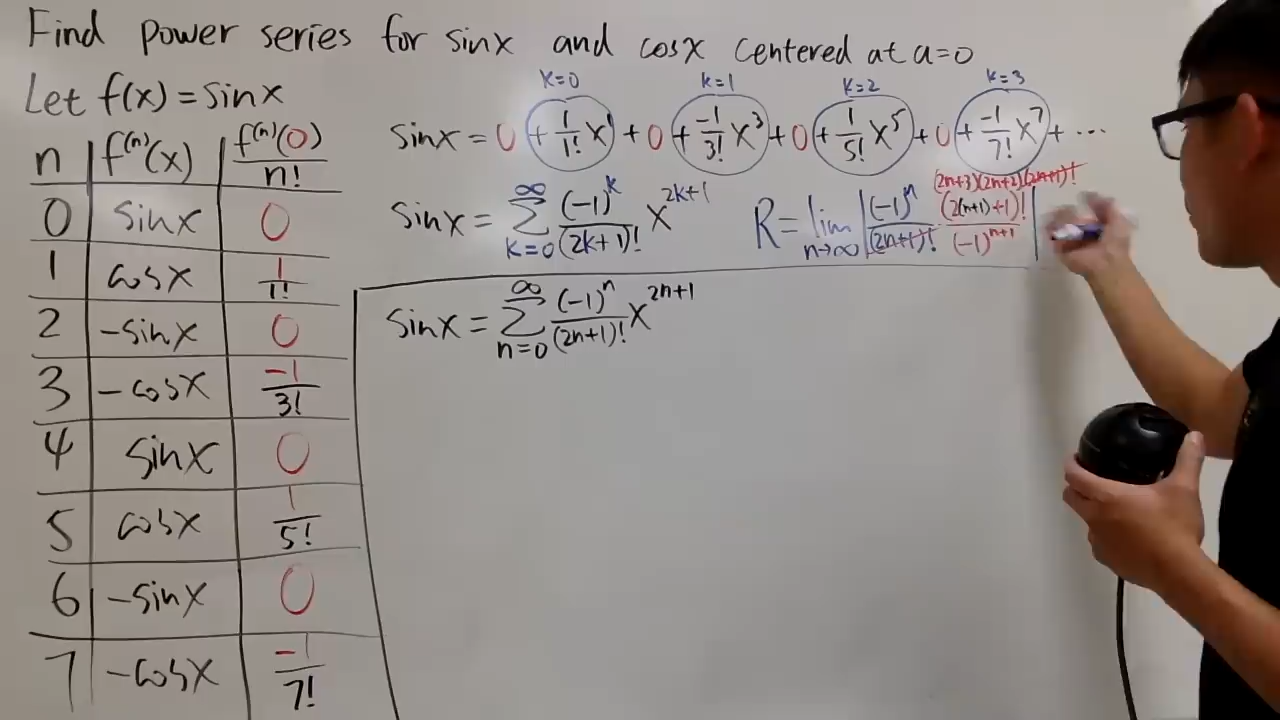 Find power series for sinx and cosx centered at a=0
Let f(x) = sinx
n f⁽ⁿ⁾(x) f⁽ⁿ⁾(0)/n!
0 sinx 0
1 cosx 1/1!
2 -sinx 0
3 -cosx -1/3!
4 sinx 0
5 cosx 1/5!
6 -sinx 0
7 -cosx -1/7!
k=0 k=1 k=2 k=3
sinx = 0 + 1/1! x¹ + 0 + -1/3! x³ + 0 + 1/5! x⁵ + 0 + -1/7! x⁷ + ...
sinx = ∑_{k=0}^{∞} (-1)^k/(2k+1)! x^{2k+1}
(2n+3)(2n+2)(2n+1)!
R = lim_{n→∞} | (-1)^n/(2n+1)! · (2(n+1)+1)!/(-1)^{n+1} |
sinx = ∑_{n=0}^{∞} (-1)^n/(2n+1)! x^{2n+1}